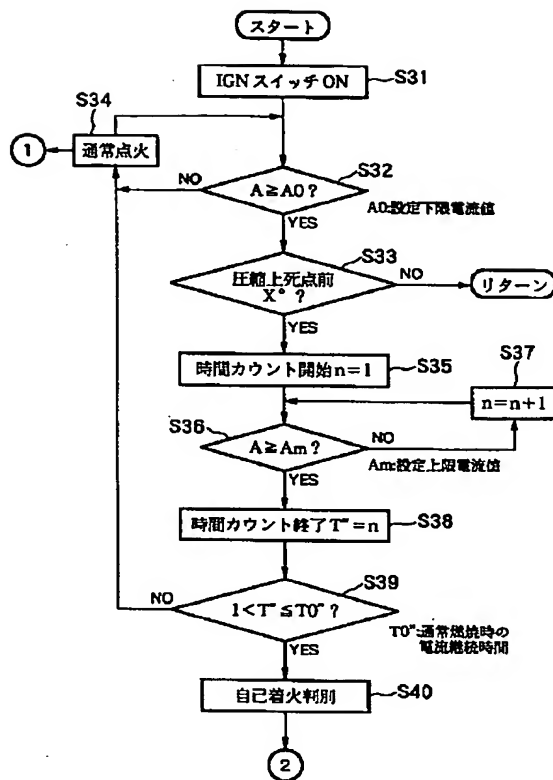 スタート
IGNスイッチON
S31
S34
通常点火
1
S32
A≧A0?
NO
YES
A0:設定下限電流値
S33
圧縮上死点前
X°?
NO
リターン
YES
時間カウント開始n=1
S35
S37
n=n+1
S36
A≧Am?
NO
Am:設定上限電流値
YES
時間カウント終了T"=n
S38
S39
1<T"≦T0"?
NO
T0":通常燃焼時の
電流継続時間
YES
自己着火判別
S40
2